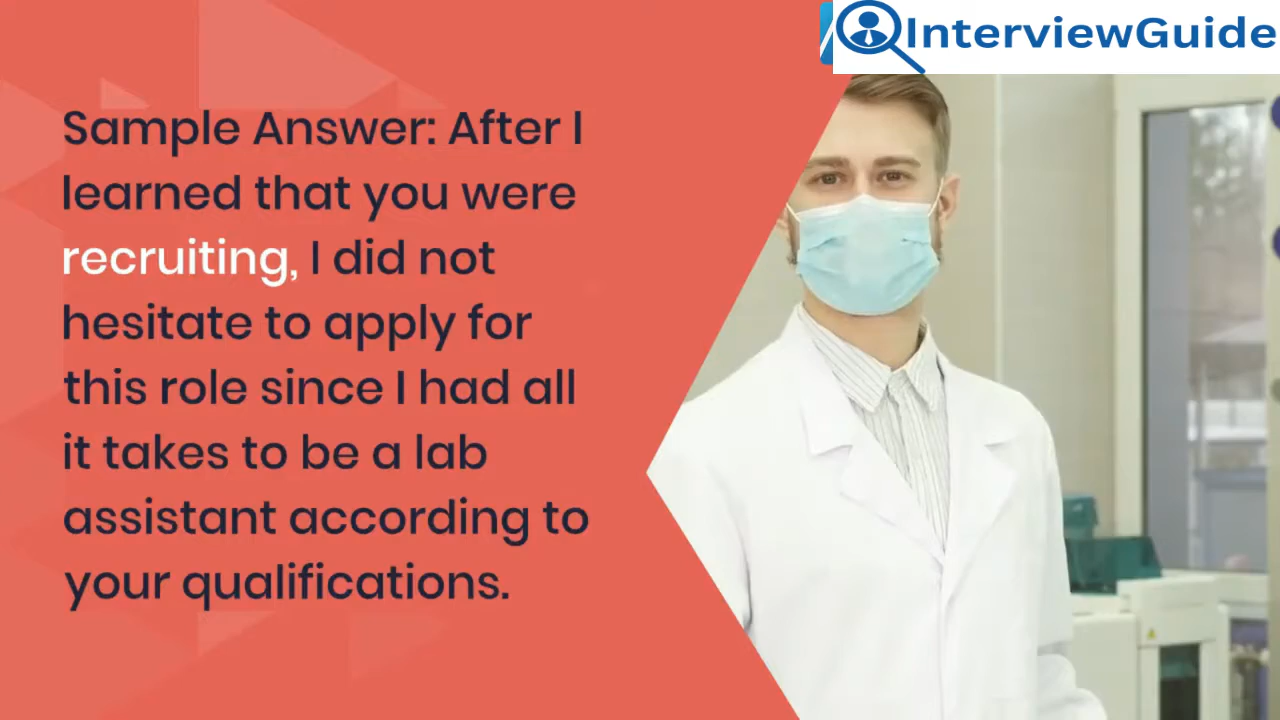 InterviewGuide
Sample Answer: After I
learned that you were
recruiting, I did not
hesitate to apply for
this role since I had all
it takes to be a lab
assistant according to
your qualifications.